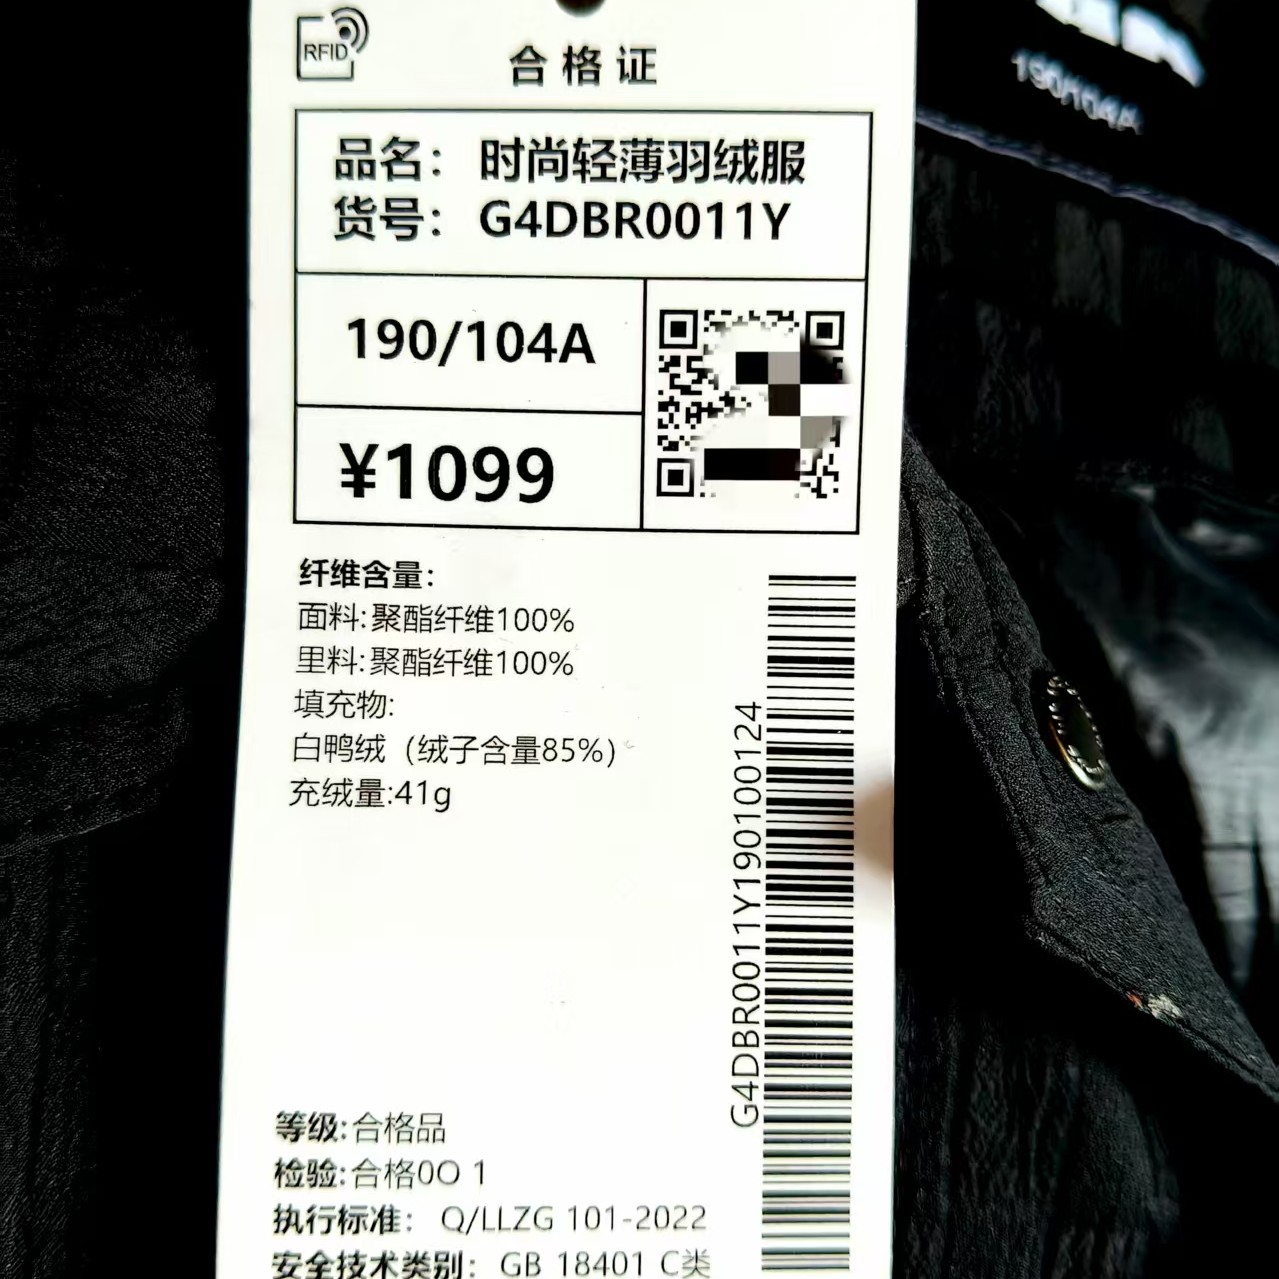 RFID
合格证
190/104A
品名： 时尚轻薄羽绒服
货号： G4DBR0011Y
190/104A
¥1099
纤维含量：
面料:聚酯纤维100%
里料:聚酯纤维100%
填充物:
白鸭绒（绒子含量85%）
充绒量:41g
G4DBR0011Y190100124
等级:合格品
检验:合格0O 1
执行标准： Q/LLZG 101-2022
安全技术类别： GB 18401 C类